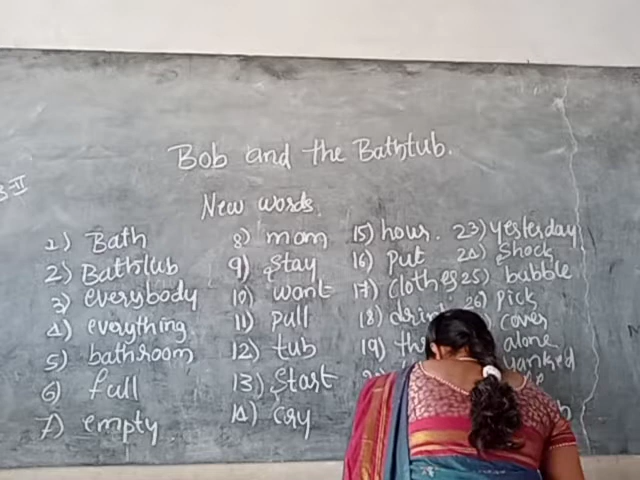 Bob and the Bathtub.
New words.
1) Bath
2) Bathtub
3) everybody
4) everything
5) bathroom
6) full
7) empty
8) mom
9) Stay
10) want
11) pull
12) tub
13) Start
14) cry
15) hour.
16) put
17) clothes
18)
19)
23) yesterday
24) Shock
25) bubble
26) pick
cover
alone
yanked